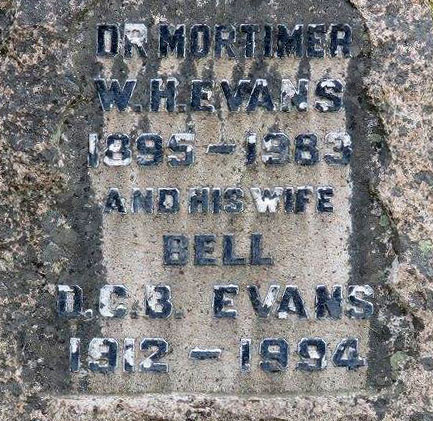 DR MORTIMER
W.H.EVANS
1895-1983
AND HIS WIFE
BELL
D.C.B. EVANS
1912 - 1994